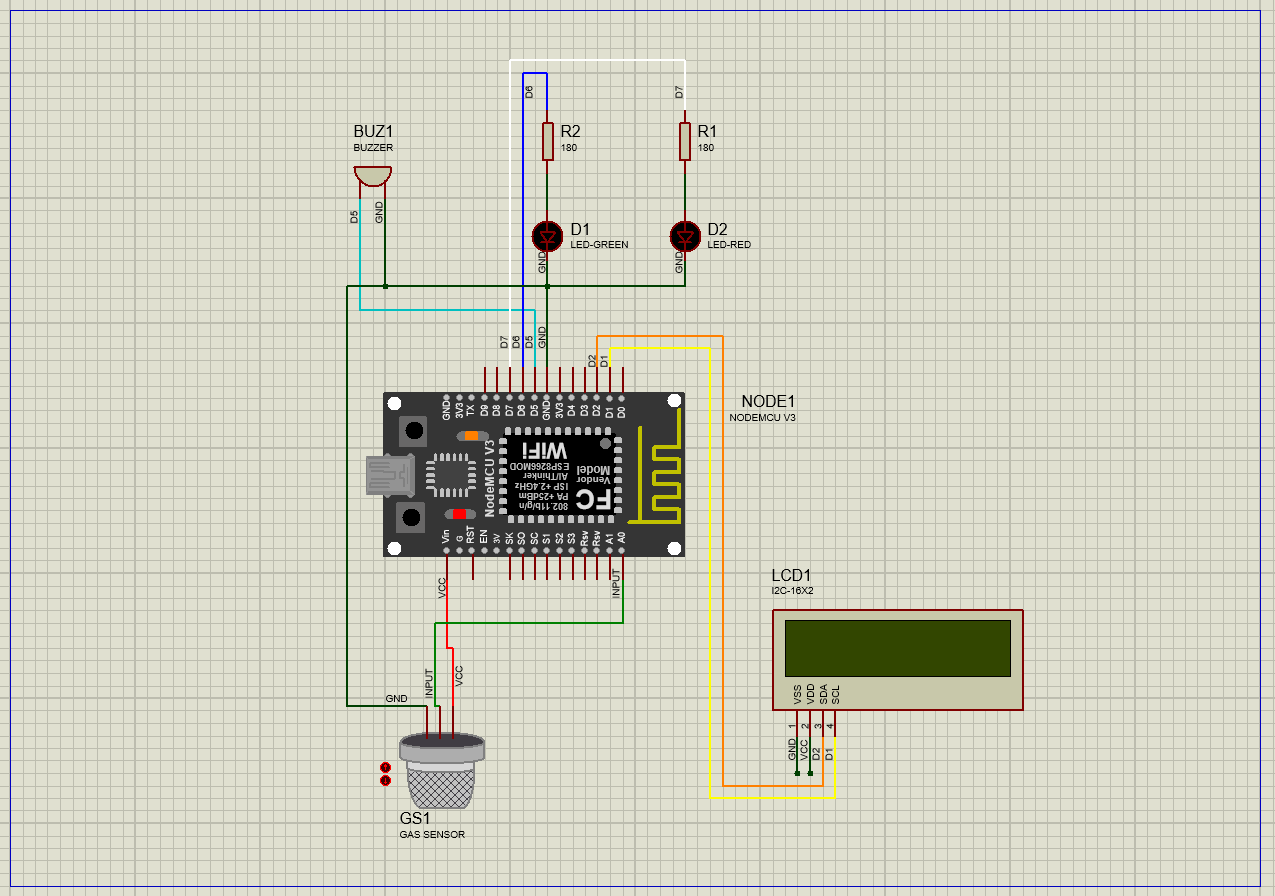 D6
D7
BUZ1
BUZZER
R2
180
R1
180
D5
GND
D1
LED-GREEN
D2
LED-RED
GND
GND
D7
D6
D5
GND
D2
D1
GND
3V3
TX
D9
D8
D7
D6
D5
GND
3V3
D4
D3
D2
D1
D0
NODE1
NODEMCU V3
NodeMCU V3
WiFi
ESP8266MOD
AI/Thinker
ISP +2.4GHz
PA +25dBm
802.11b/g/n
Model
Vendor
FC
Vin
G
RST
EN
3V
SK
SO
SC
S1
S2
S3
Rsv
Rsv
A1
A0
VCC
INPUT
LCD1
I2C-16X2
VSS
VDD
SDA
SCL
1
2
3
4
GND
VCC
D2
D1
INPUT
VCC
GND
GS1
GAS SENSOR